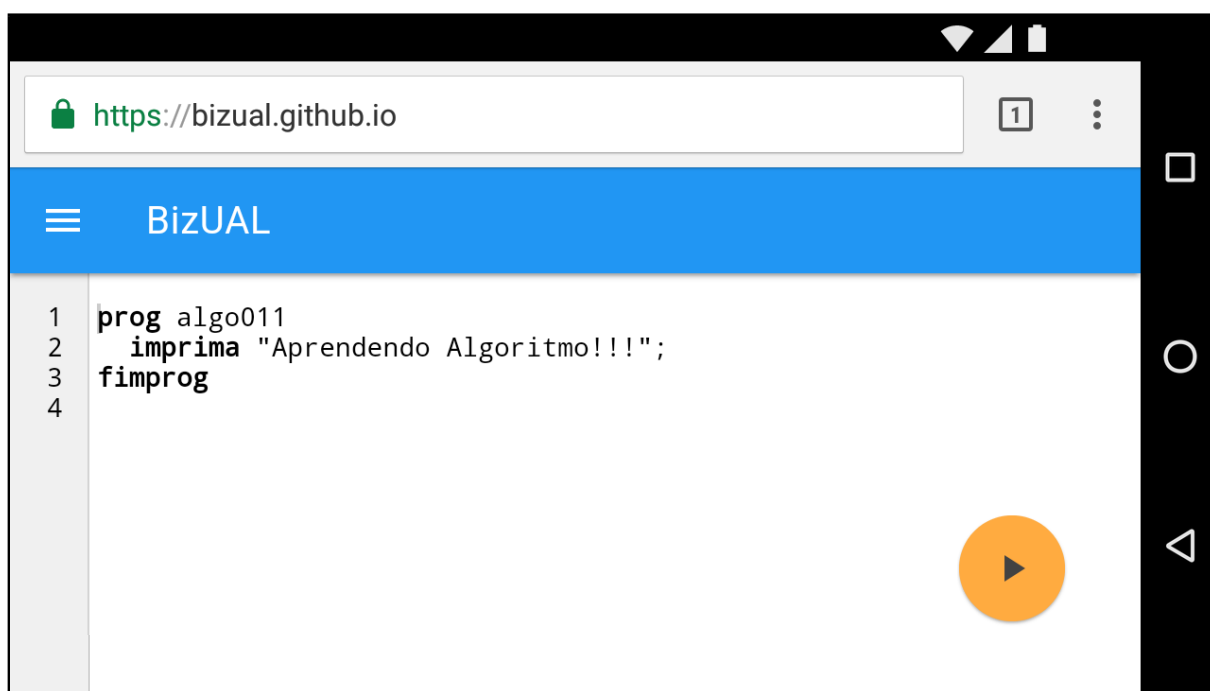 https://bizual.github.io
1
BizUAL
1 prog algo011
2 imprima "Aprendendo Algoritmo!!!";
3 fimprog
4